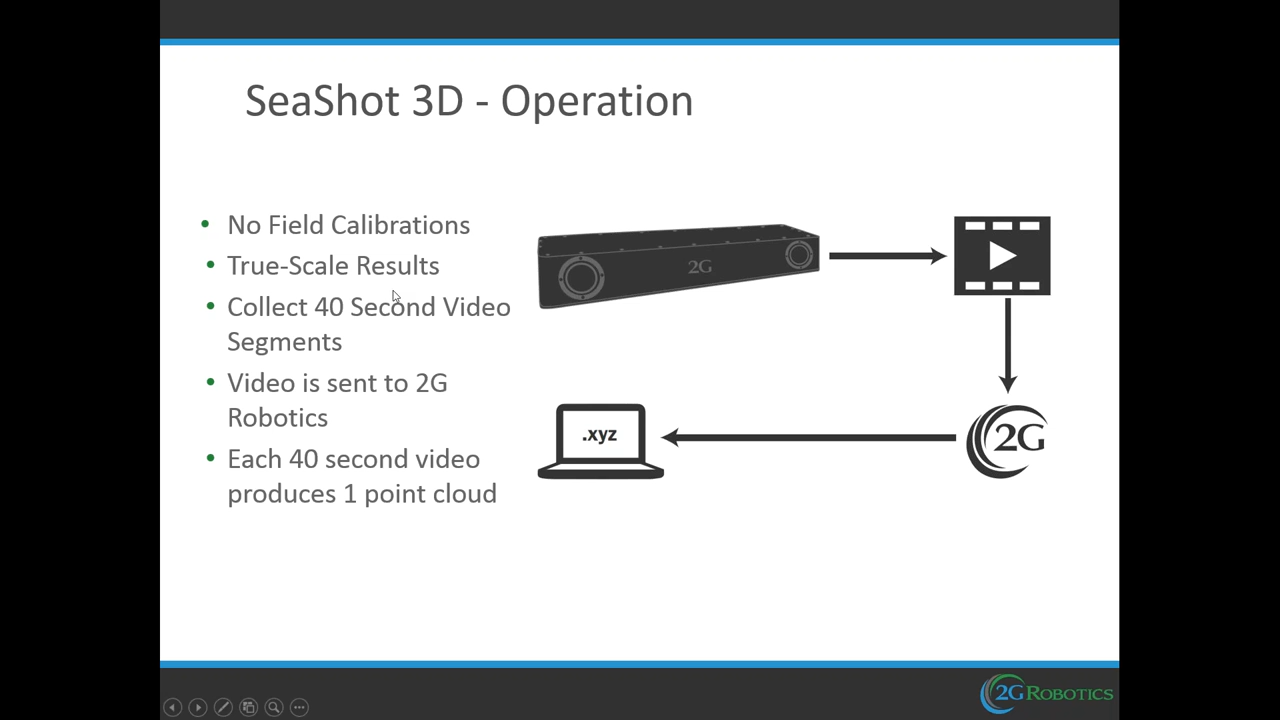 SeaShot 3D - Operation
No Field Calibrations
True-Scale Results
Collect 40 Second Video
Segments
Video is sent to 2G
Robotics
Each 40 second video
produces 1 point cloud
2G
.xyz
2G
2G ROBOTICS